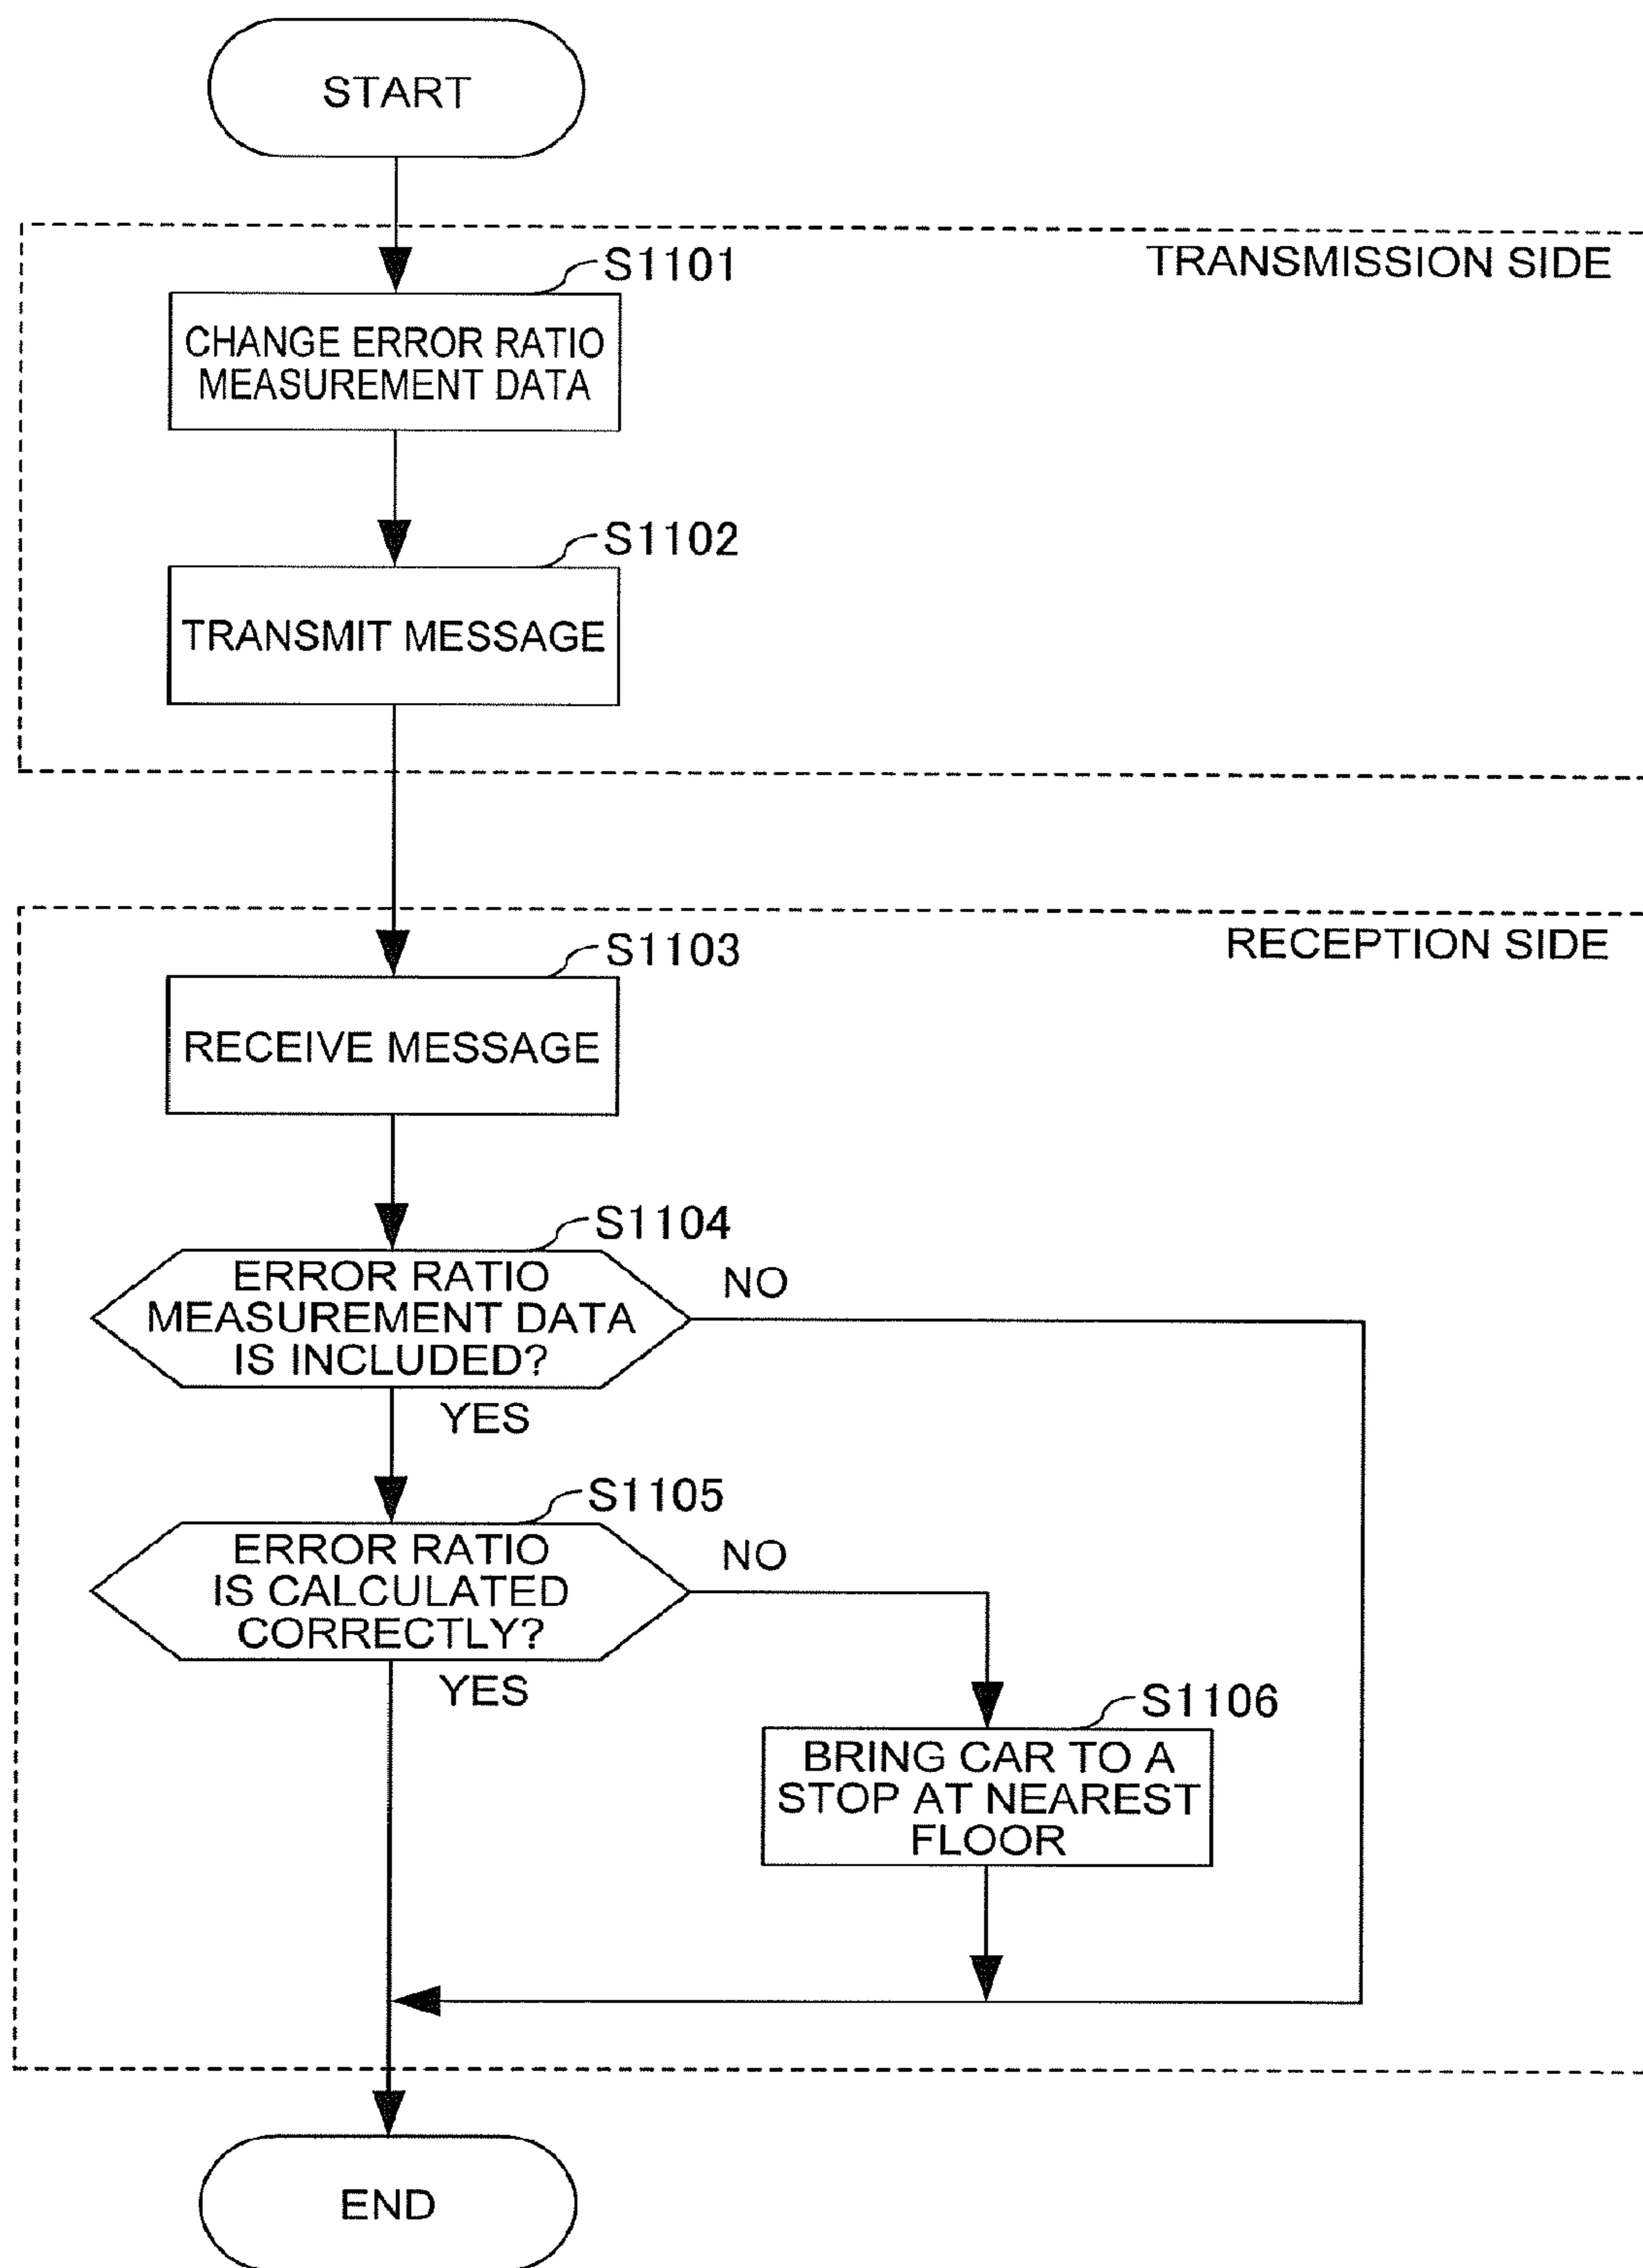 START
TRANSMISSION SIDE
S1101
CHANGE ERROR RATIO
MEASUREMENT DATA
S1102
TRANSMIT MESSAGE
RECEPTION SIDE
S1103
RECEIVE MESSAGE
S1104
ERROR RATIO
MEASUREMENT DATA
IS INCLUDED?
NO
YES
S1105
ERROR RATIO
IS CALCULATED
CORRECTLY?
NO
YES
S1106
BRING CAR TO A
STOP AT NEAREST
FLOOR
END